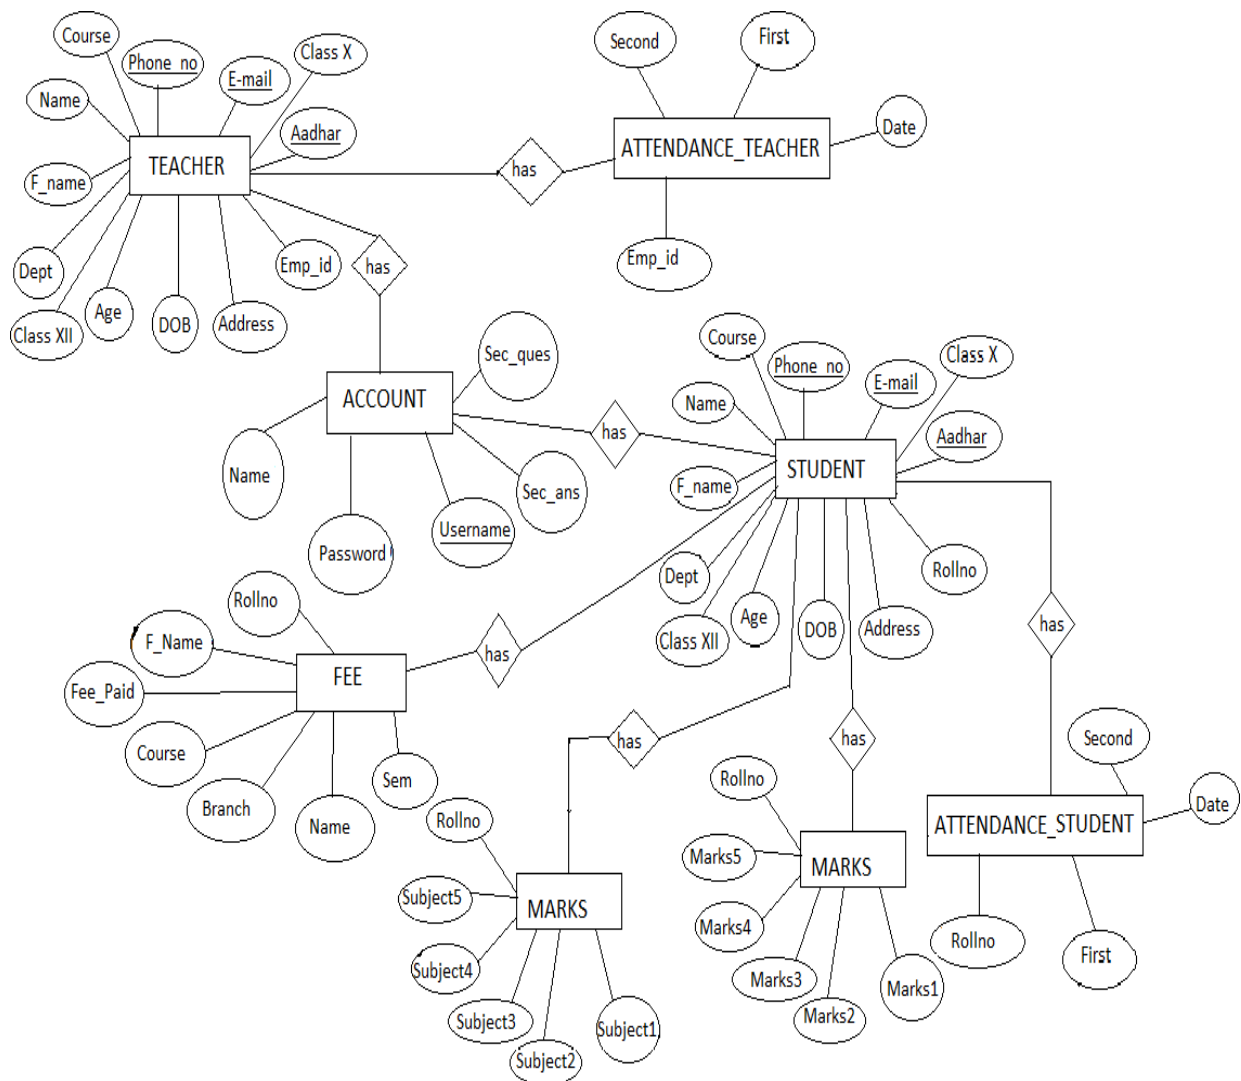 Course
Phone_no
Class X
E-mail
Name
Aadhar
TEACHER
F_name
Dept
Emp_id
Class XII
Age
DOB
Address
has
Second
First
Date
ATTENDANCE_TEACHER
Emp_id
has
Sec_ques
ACCOUNT
Name
Password
Username
Sec_ans
has
Course
Phone_no
Class X
E-mail
Name
Aadhar
STUDENT
F_name
Dept
Rollno
Class XII
Age
DOB
Address
has
Rollno
F_Name
FEE
Fee_Paid
Course
Branch
Name
Sem
has
Rollno
Subject5
MARKS
Subject4
Subject3
Subject2
Subject1
has
Rollno
Marks5
MARKS
Marks4
Marks3
Marks2
Marks1
has
Second
Date
ATTENDANCE_STUDENT
Rollno
First